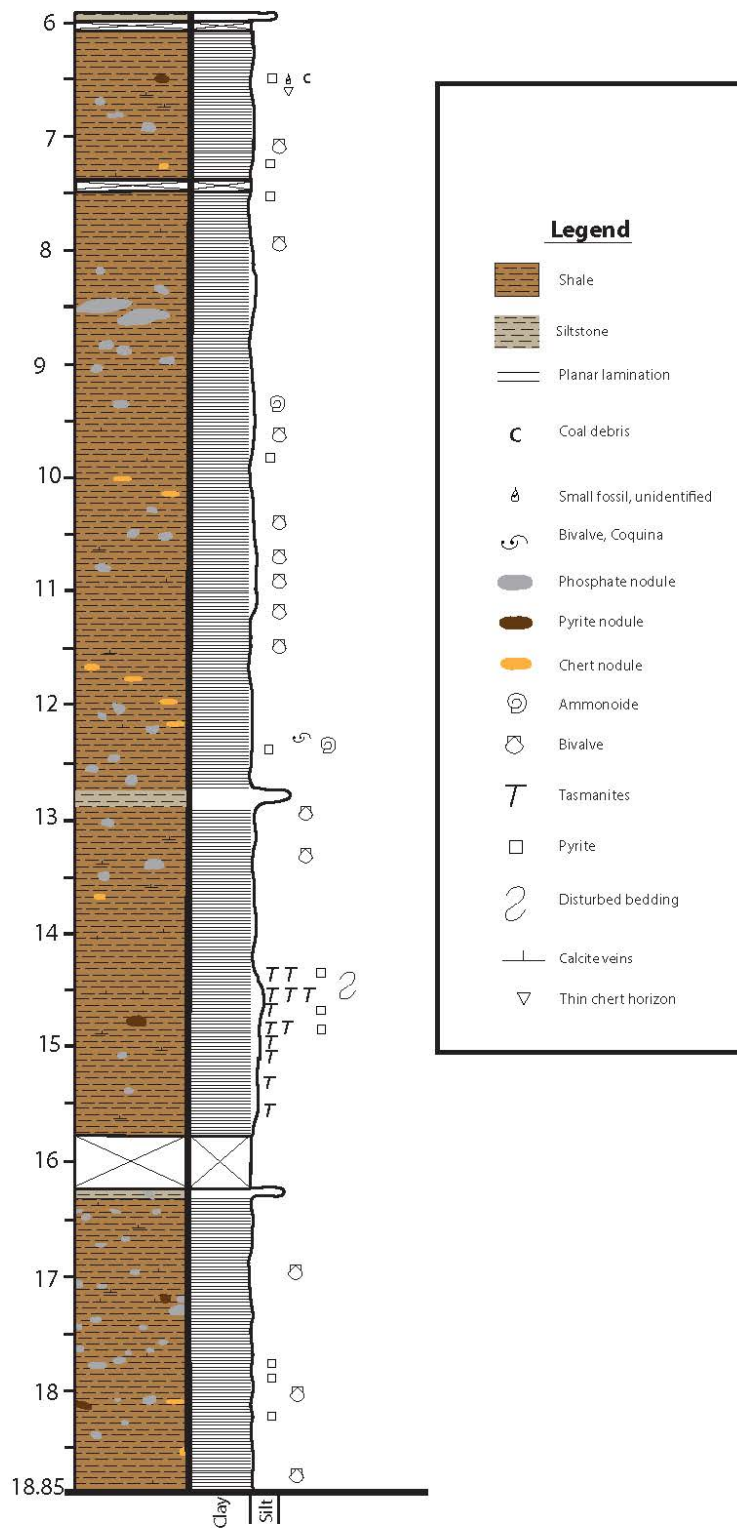 6
7
8
9
10
11
12
13
14
15
16
17
18
18.85
Clay
Silt
C
T T
T T T
T
T T
T
T
T
T
Legend
Shale
Siltstone
Planar lamination
C Coal debris
Small fossil, unidentified
Bivalve, Coquina
Phosphate nodule
Pyrite nodule
Chert nodule
Ammonoide
Bivalve
T Tasmanites
Pyrite
Disturbed bedding
Calcite veins
Thin chert horizon